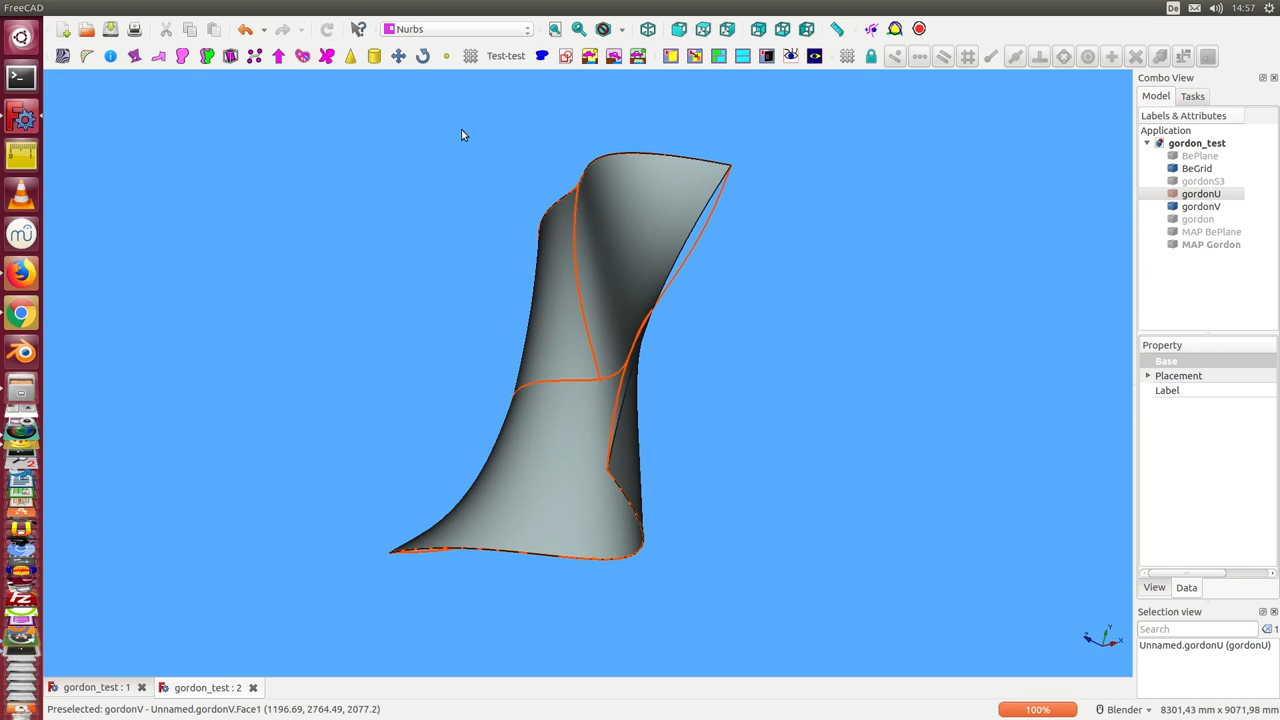 FreeCAD
De
14:57
Nurbs
Test-test
Combo View
Model
Tasks
Labels & Attributes
Application
gordon_test
BePlane
BeGrid
gordonS3
gordonU
gordonV
gordon
MAP BePlane
MAP Gordon
Property
Base
Placement
Label
View
Data
Selection view
Search
1
Unnamed.gordonU (gordonU)
Y
Z
X
gordon_test : 1
gordon_test : 2
Preselected: gordonV - Unnamed.gordonV.Face1 (1196.69, 2764.49, 2077.2)
100%
Blender
8301,43 mm x 9071,98 mm